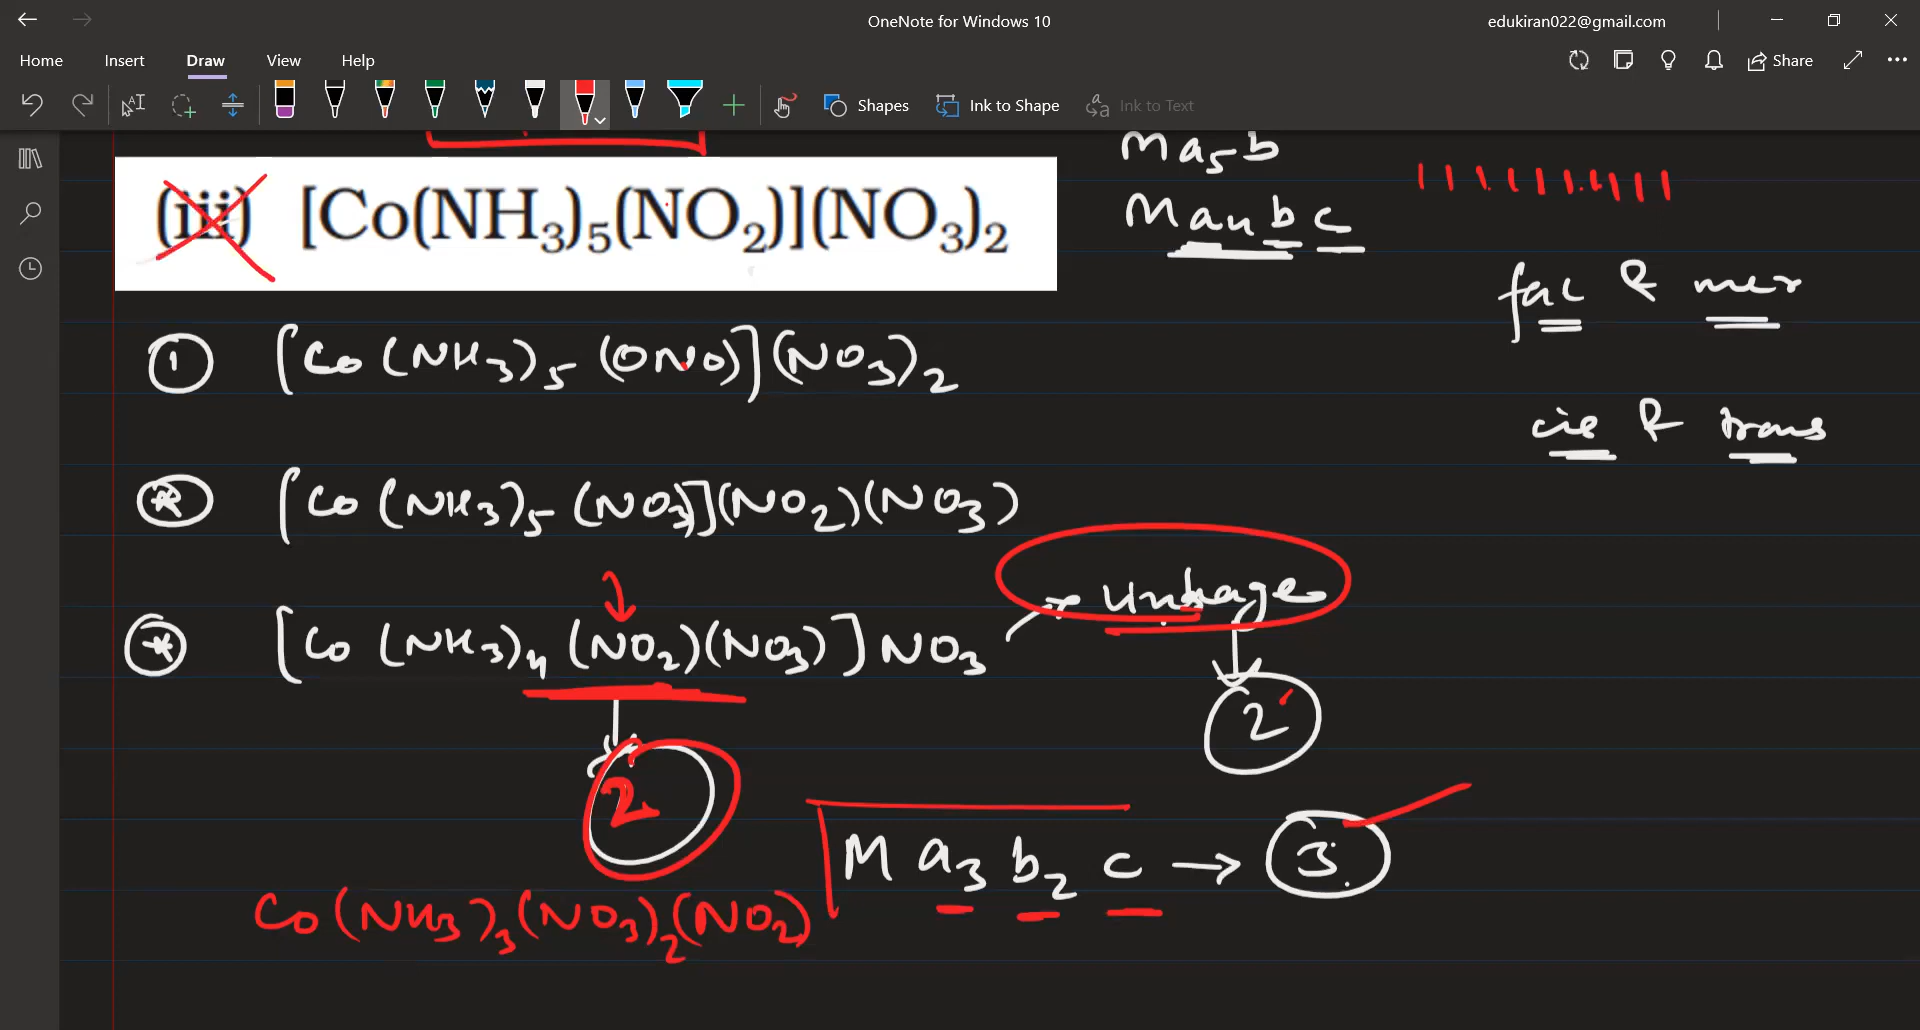 OneNote for Windows 10
edukiran022@gmail.com
Home Insert Draw View Help
Share
Shapes Ink to Shape Ink to Text
Ma₅b
(iii) [Co(NH₃)₅(NO₂)](NO₃)₂
Ma₄bc
fac & mer
① [Co(NH₃)₅(ONO)](NO₃)₂
cis & trans
[Co(NH₃)₅(NO₃)](NO₂)(NO₃)
[Co(NH₃)₄(NO₂)(NO₃)]NO₃
2
2
Ma₃b₂c → 3
Co(NH₃)₃(NO₃)₂(NO₂)